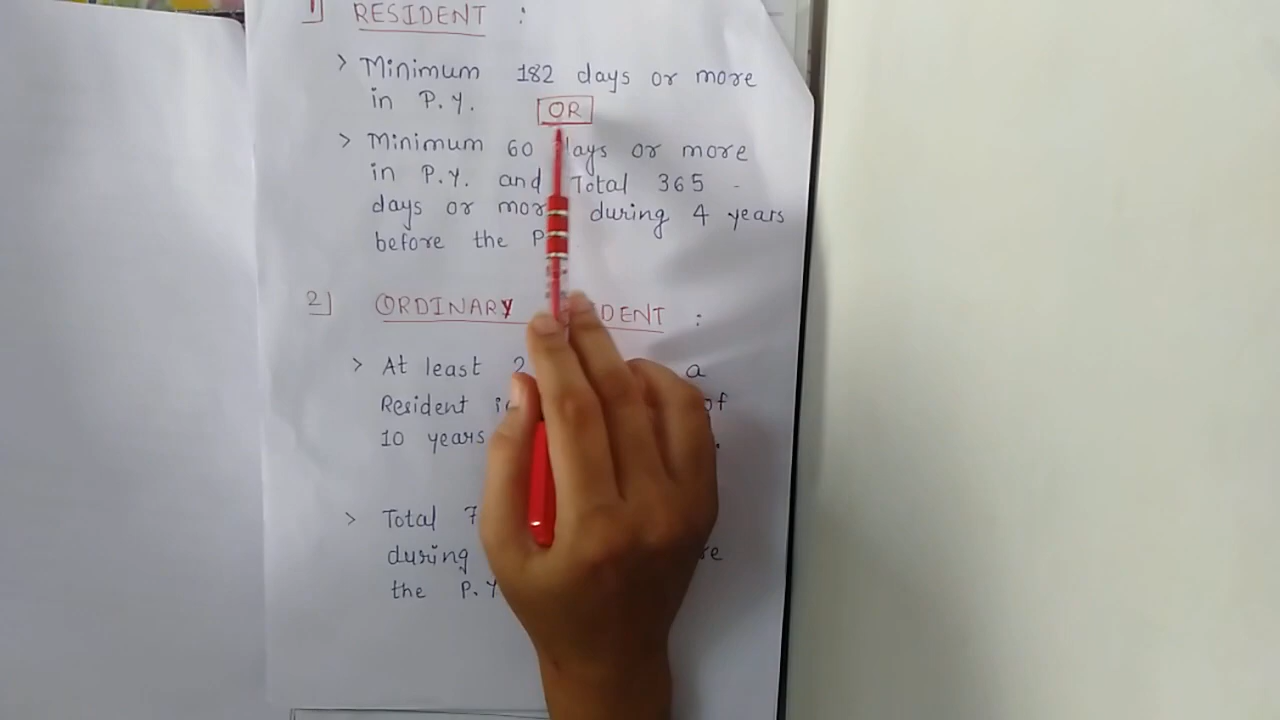 1] RESIDENT :
> Minimum 182 days or more
in P.Y.
OR
> Minimum 60 days or more
in P.Y. and Total 365 -
days or more during 4 years
before the P
2] ORDINARY DENT :
> At least 2 a
Resident of
10 years
> Total 7
during
the P.Y